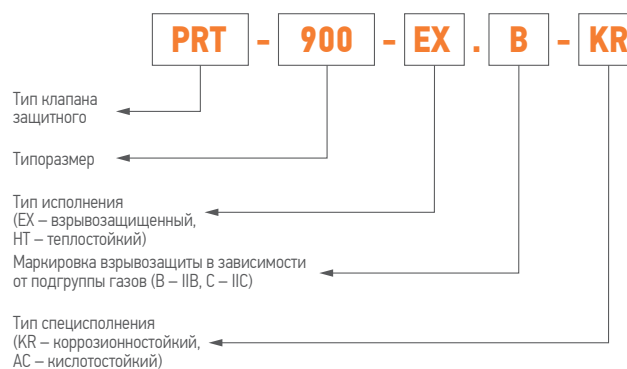 PRT - 900 - EX . B - KR
Тип клапана
защитного
Типоразмер
Тип исполнения
(EX – взрывозащищенный,
HT – теплостойкий)
Маркировка взрывозащиты в зависимости
от подгруппы газов (B – IIB, C – IIC)
Тип специсполнения
(KR – коррозионностойкий,
AC – кислотостойкий)